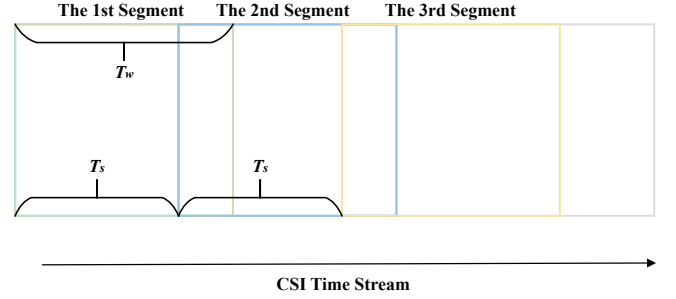 The 1st Segment The 2nd Segment The 3rd Segment
Tw
Ts Ts
CSI Time Stream